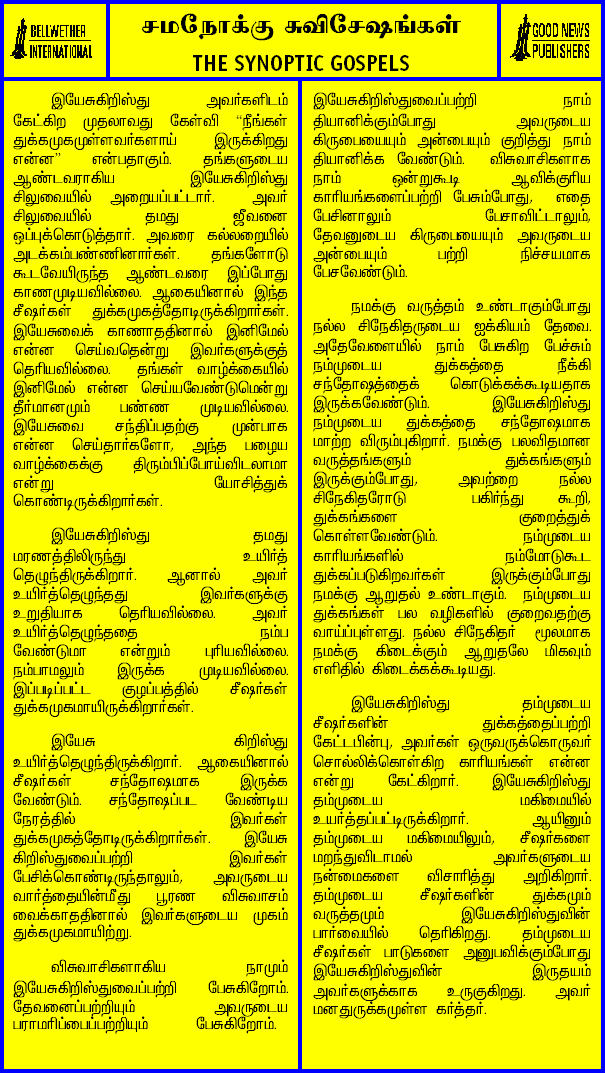 BELLWETHER
INTERNATIONAL
சமநோக்கு சுவிசேஷங்கள்
THE SYNOPTIC GOSPELS
GOOD NEWS
PUBLISHERS
இயேசுகிறிஸ்து அவர்களிடம்
கேட்கிற முதலாவது கேள்வி “நீங்கள்
துக்கமுகமுள்ளவர்களாய் இருக்கிறது
என்ன” என்பதாகும். தங்களுடைய
ஆண்டவராகிய இயேசுகிறிஸ்து
சிலுவையில் அறையப்பட்டார். அவர்
சிலுவையில் தமது ஜீவனை
ஒப்புக்கொடுத்தார். அவரை கல்லறையில்
அடக்கம்பண்ணினார்கள். தங்களோடு
கூடவேயிருந்த ஆண்டவரை இப்போது
காணமுடியவில்லை. ஆகையினால் இந்த
சீஷர்கள் துக்கமுகத்தோடிருக்கிறார்கள்.
இயேசுவைக் காணாததினால் இனிமேல்
என்ன செய்வதென்று இவர்களுக்குத்
தெரியவில்லை. தங்கள் வாழ்க்கையில்
இனிமேல் என்ன செய்யவேண்டுமென்று
தீர்மானமும் பண்ண முடியவில்லை.
இயேசுவை சந்திப்பதற்கு முன்பாக
என்ன செய்தார்களோ, அந்த பழைய
வாழ்க்கைக்கு திரும்பிப்போய்விடலாமா
என்று யோசித்துக்
கொண்டிருக்கிறார்கள்.
இயேசுகிறிஸ்து தமது
மரணத்திலிருந்து உயிர்த்
தெழுந்திருக்கிறார். ஆனால் அவர்
உயிர்த்தெழுந்தது இவர்களுக்கு
உறுதியாக தெரியவில்லை. அவர்
உயிர்த்தெழுந்ததை நம்ப
வேண்டுமா என்றும் புரியவில்லை.
நம்பாமலும் இருக்க முடியவில்லை.
இப்படிப்பட்ட குழப்பத்தில் சீஷர்கள்
துக்கமுகமாயிருக்கிறார்கள்.
இயேசு கிறிஸ்து
உயிர்த்தெழுந்திருக்கிறார். ஆகையினால்
சீஷர்கள் சந்தோஷமாக இருக்க
வேண்டும். சந்தோஷப்பட வேண்டிய
நேரத்தில் இவர்கள்
துக்கமுகத்தோடிருக்கிறார்கள். இயேசு
கிறிஸ்துவைப்பற்றி இவர்கள்
பேசிக்கொண்டிருந்தாலும், அவருடைய
வார்த்தையின்மீது பூரண விசுவாசம்
வைக்காததினால் இவர்களுடைய முகம்
துக்கமுகமாயிற்று.
விசுவாசிகளாகிய நாமும்
இயேசுகிறிஸ்துவைப்பற்றி பேசுகிறோம்.
தேவனைப்பற்றியும் அவருடைய
பராமரிப்பைப்பற்றியும் பேசுகிறோம்.
இயேசுகிறிஸ்துவைப்பற்றி நாம்
தியானிக்கும்போது அவருடைய
கிருபையையும் அன்பையும் குறித்து நாம்
தியானிக்க வேண்டும். விசுவாசிகளாக
நாம் ஒன்றுகூடி ஆவிக்குரிய
காரியங்களைப்பற்றி பேசும்போது, எதை
பேசினாலும் பேசாவிட்டாலும்,
தேவனுடைய கிருபையையும் அவருடைய
அன்பையும் பற்றி நிச்சயமாக
பேசவேண்டும்.
நமக்கு வருத்தம் உண்டாகும்போது
நல்ல சிநேகிதருடைய ஐக்கியம் தேவை.
அதேவேளையில் நாம் பேசுகிற பேச்சும்
நம்முடைய துக்கத்தை நீக்கி
சந்தோஷத்தைக் கொடுக்கக்கூடியதாக
இருக்கவேண்டும். இயேசுகிறிஸ்து
நம்முடைய துக்கத்தை சந்தோஷமாக
மாற்ற விரும்புகிறார். நமக்கு பலவிதமான
வருத்தங்களும் துக்கங்களும்
இருக்கும்போது, அவற்றை நல்ல
சிநேகிதரோடு பகிர்ந்து கூறி,
துக்கங்களை குறைத்துக்
கொள்ளவேண்டும். நம்முடைய
காரியங்களில் நம்மோடுகூட
துக்கப்படுகிறவர்கள் இருக்கும்போது
நமக்கு ஆறுதல் உண்டாகும். நம்முடைய
துக்கங்கள் பல வழிகளில் குறைவதற்கு
வாய்ப்புள்ளது. நல்ல சிநேகிதர் மூலமாக
நமக்கு கிடைக்கும் ஆறுதலே மிகவும்
எளிதில் கிடைக்கக்கூடியது.
இயேசுகிறிஸ்து தம்முடைய
சீஷர்களின் துக்கத்தைப்பற்றி
கேட்டபின்பு, அவர்கள் ஒருவருக்கொருவர்
சொல்லிக்கொள்கிற காரியங்கள் என்ன
என்று கேட்கிறார். இயேசுகிறிஸ்து
தம்முடைய மகிமையில்
உயர்த்தப்பட்டிருக்கிறார். ஆயினும்
தம்முடைய மகிமையிலும், சீஷர்களை
மறந்துவிடாமல் அவர்களுடைய
நன்மைகளை விசாரித்து அறிகிறார்.
தம்முடைய சீஷர்களின் துக்கமும்
வருத்தமும் இயேசுகிறிஸ்துவின்
பார்வையில் தெரிகிறது. தம்முடைய
சீஷர்கள் பாடுகளை அனுபவிக்கும்போது
இயேசுகிறிஸ்துவின் இருதயம்
அவர்களுக்காக உருகுகிறது. அவர்
மனதுருக்கமுள்ள கர்த்தர்.